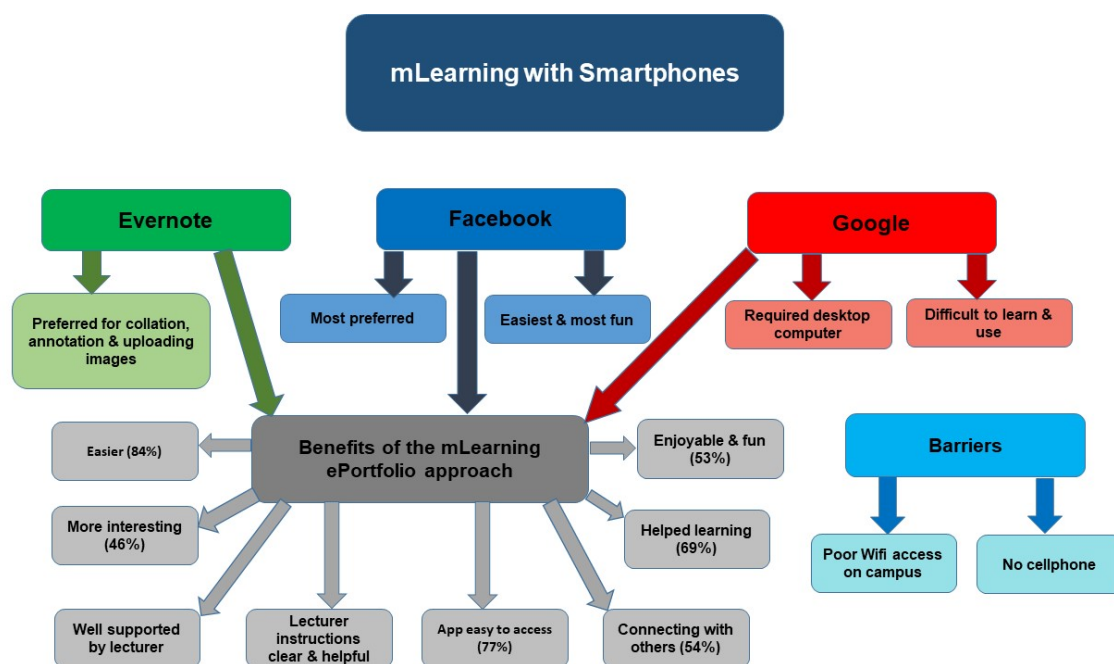 mLearning with Smartphones
Evernote
Facebook
Google
Preferred for collation,
annotation & uploading
images
Most preferred
Easiest & most fun
Required desktop
computer
Difficult to learn &
use
Benefits of the mLearning
ePortfolio approach
Easier (84%)
More interesting
(46%)
Well supported
by lecturer
Lecturer
instructions
clear & helpful
App easy to access
(77%)
Connecting with
others (54%)
Helped learning
(69%)
Enjoyable & fun
(53%)
Barriers
Poor Wifi access
on campus
No cellphone